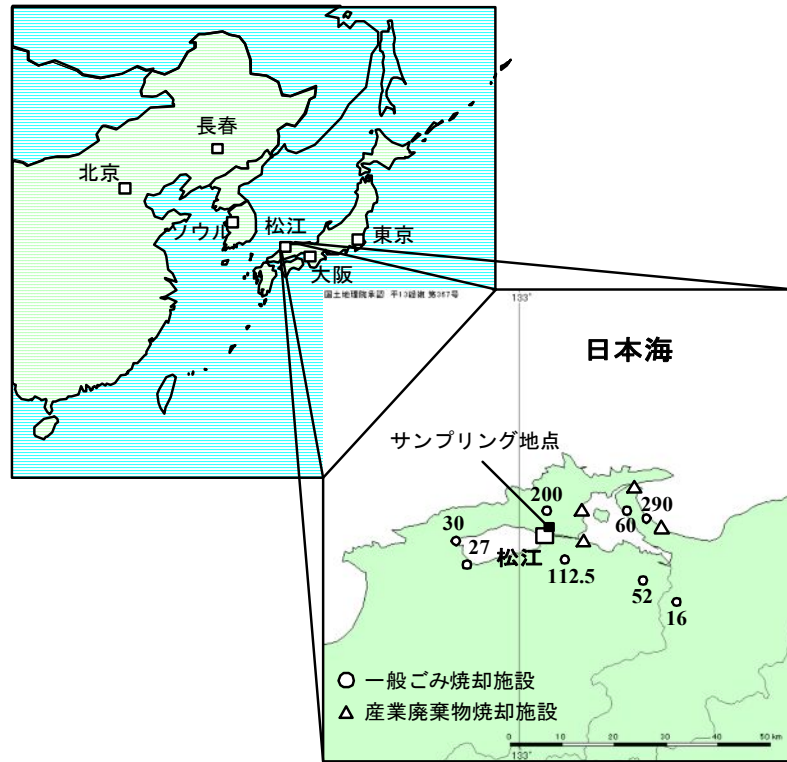 長春
北京
ソウル
松江
東京
大阪
国土地理院承認 平13総複 第367号
133°
日本海
サンプリング地点
200
290
60
30
27
松江
112.5
52
16
一般ごみ焼却施設
産業廃棄物焼却施設
0 10 20 30 40 50 km
133°